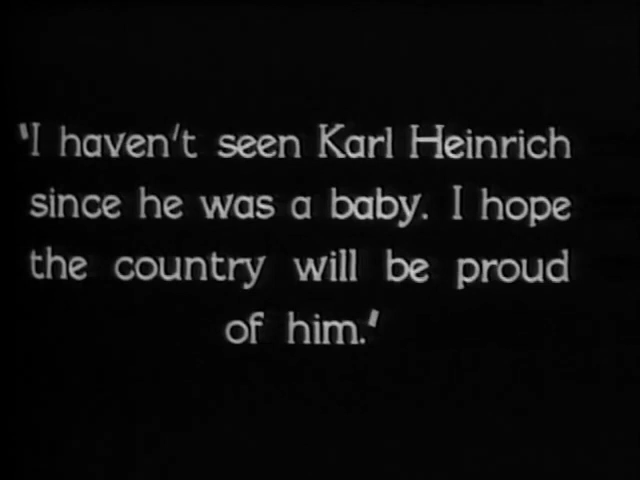 "I haven't seen Karl Heinrich
since he was a baby. I hope
the country will be proud
of him."